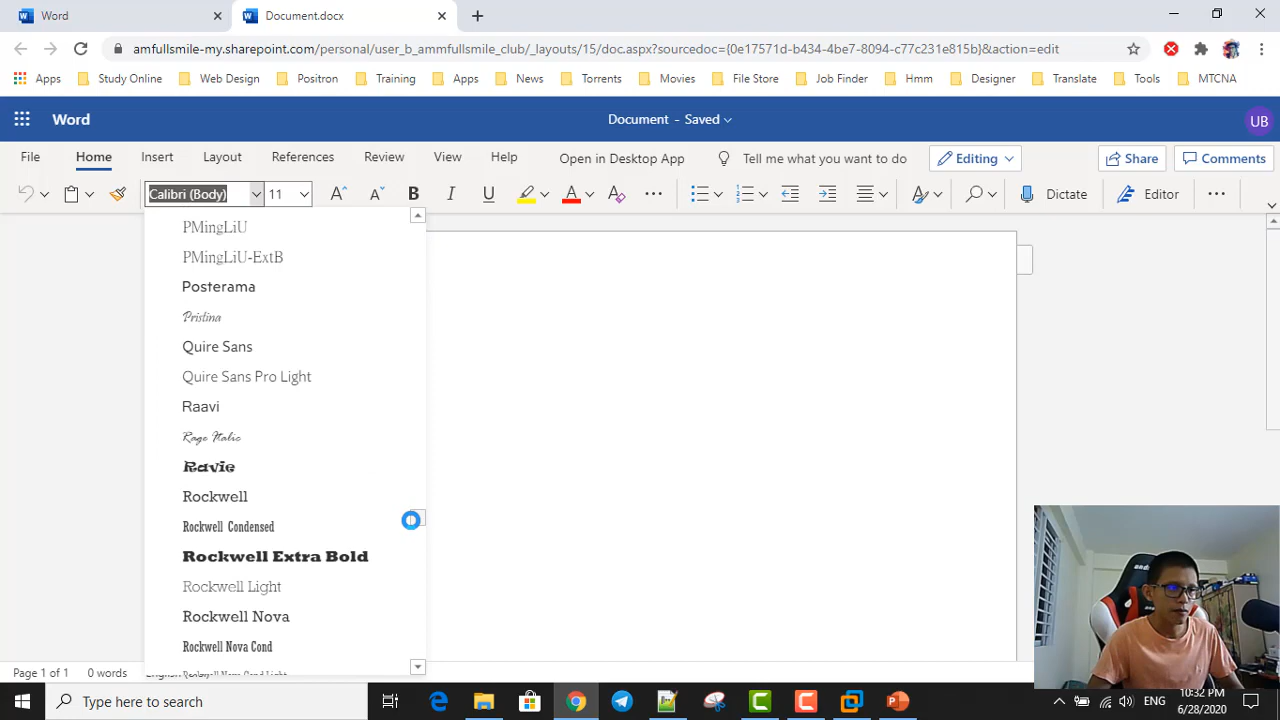 Word
Document.docx
amfullsmile-my.sharepoint.com/personal/user_b_ammfullsmile_club/_layouts/15/doc.aspx?sourcedoc={0e17571d-b434-4be7-8094-c77c231e815b}&action=edit
Apps Study Online Web Design Positron Training Apps News Torrents Movies File Store Job Finder Hmm Designer Translate Tools MTCNA
Word Document - Saved UB
File Home Insert Layout References Review View Help Open in Desktop App Tell me what you want to do Editing Share Comments
Calibri (Body) 11 A A B I U A A Dictate Editor
PMingLiU
PMingLiU-ExtB
Posterama
Pristina
Quire Sans
Quire Sans Pro Light
Raavi
Rage Italic
Ravie
Rockwell
Rockwell Condensed
Rockwell Extra Bold
Rockwell Light
Rockwell Nova
Rockwell Nova Cond
Page 1 of 1 0 words
Type here to search
ENG
10:32 PM
6/28/2020